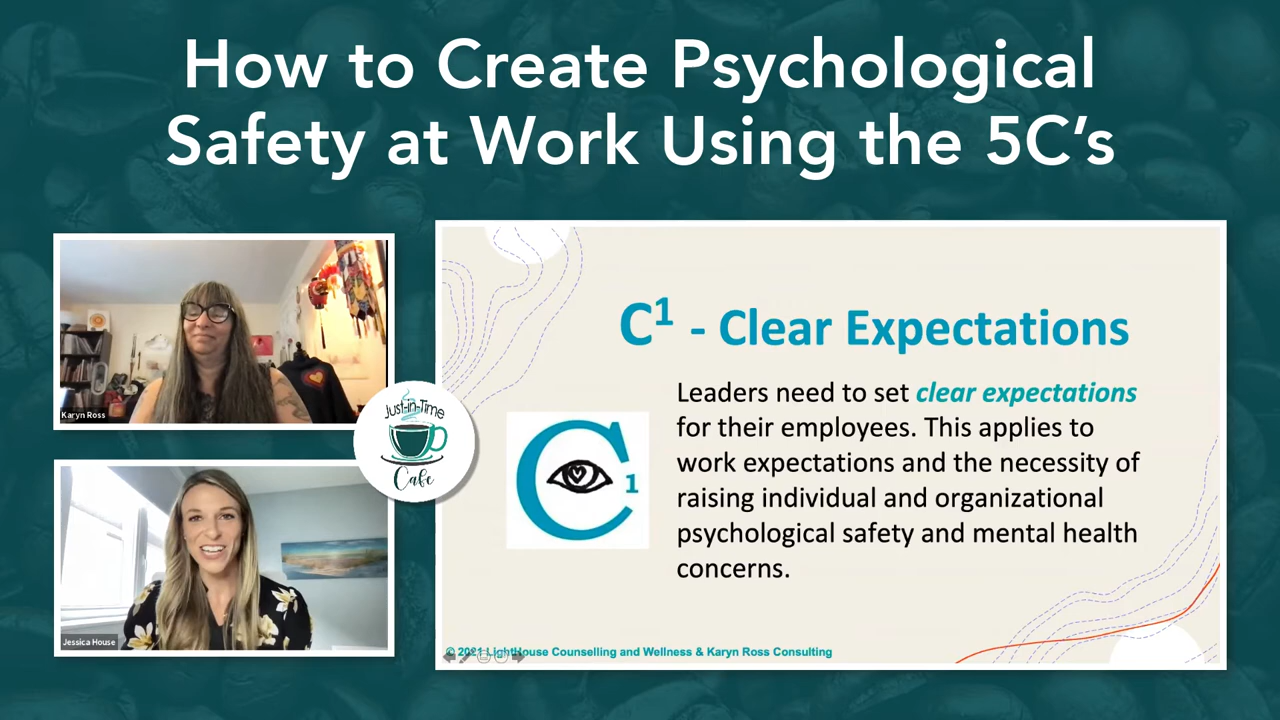 How to Create Psychological
Safety at Work Using the 5C's
Karyn Ross
Just-in-Time
Cafe
Jessica House
C¹ - Clear Expectations
Leaders need to set clear expectations
for their employees. This applies to
work expectations and the necessity of
raising individual and organizational
psychological safety and mental health
concerns.
C 1
© 2021 LightHouse Counselling and Wellness & Karyn Ross Consulting